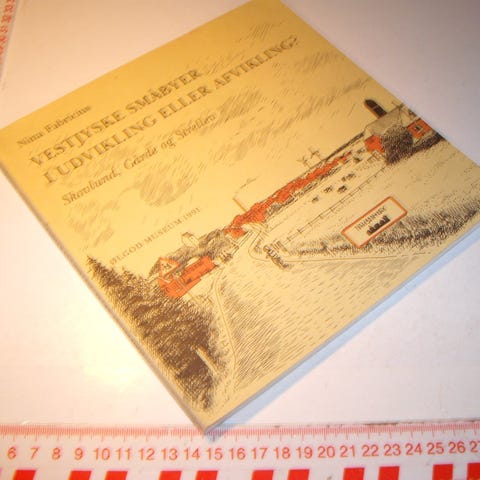 Ninna Fabricius
VESTJYSKE SMÅBYER
I UDVIKLING ELLER AFVIKLING?
Skovlund, Gårde og Strellev
ØLGOD MUSEUM 1991
6 7 8 9 10 11 12 13 14 15 16 17 18 19 20 21 22 23 24 25 26 27